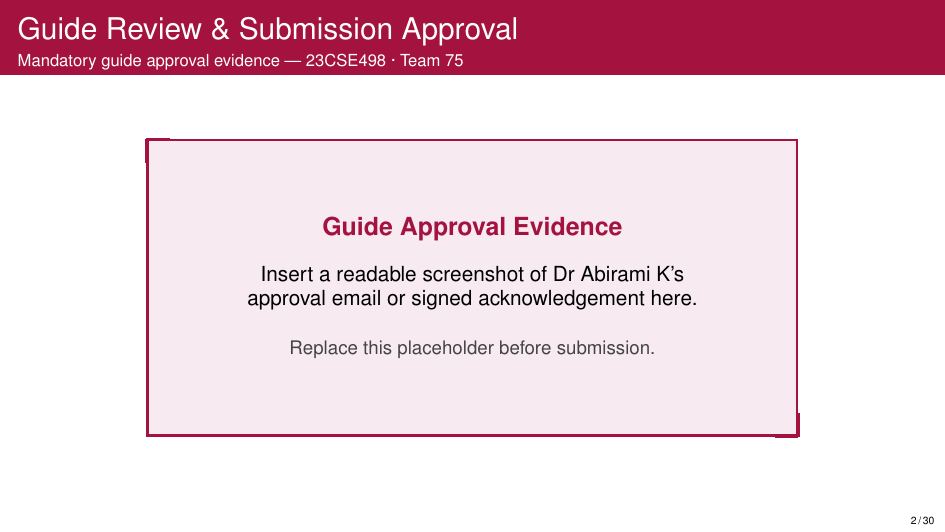 Guide Review & Submission Approval
Mandatory guide approval evidence — 23CSE498 · Team 75
Guide Approval Evidence
Insert a readable screenshot of Dr Abirami K’s
approval email or signed acknowledgement here.
Replace this placeholder before submission.
2 / 30